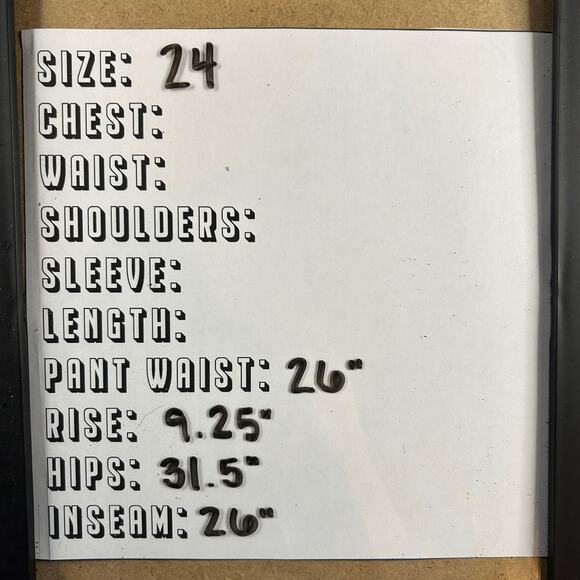 SIZE: 24
CHEST:
WAIST:
SHOULDERS:
SLEEVE:
LENGTH:
PANT WAIST: 26"
RISE: 9.25"
HIPS: 31.5"
INSEAM: 26"